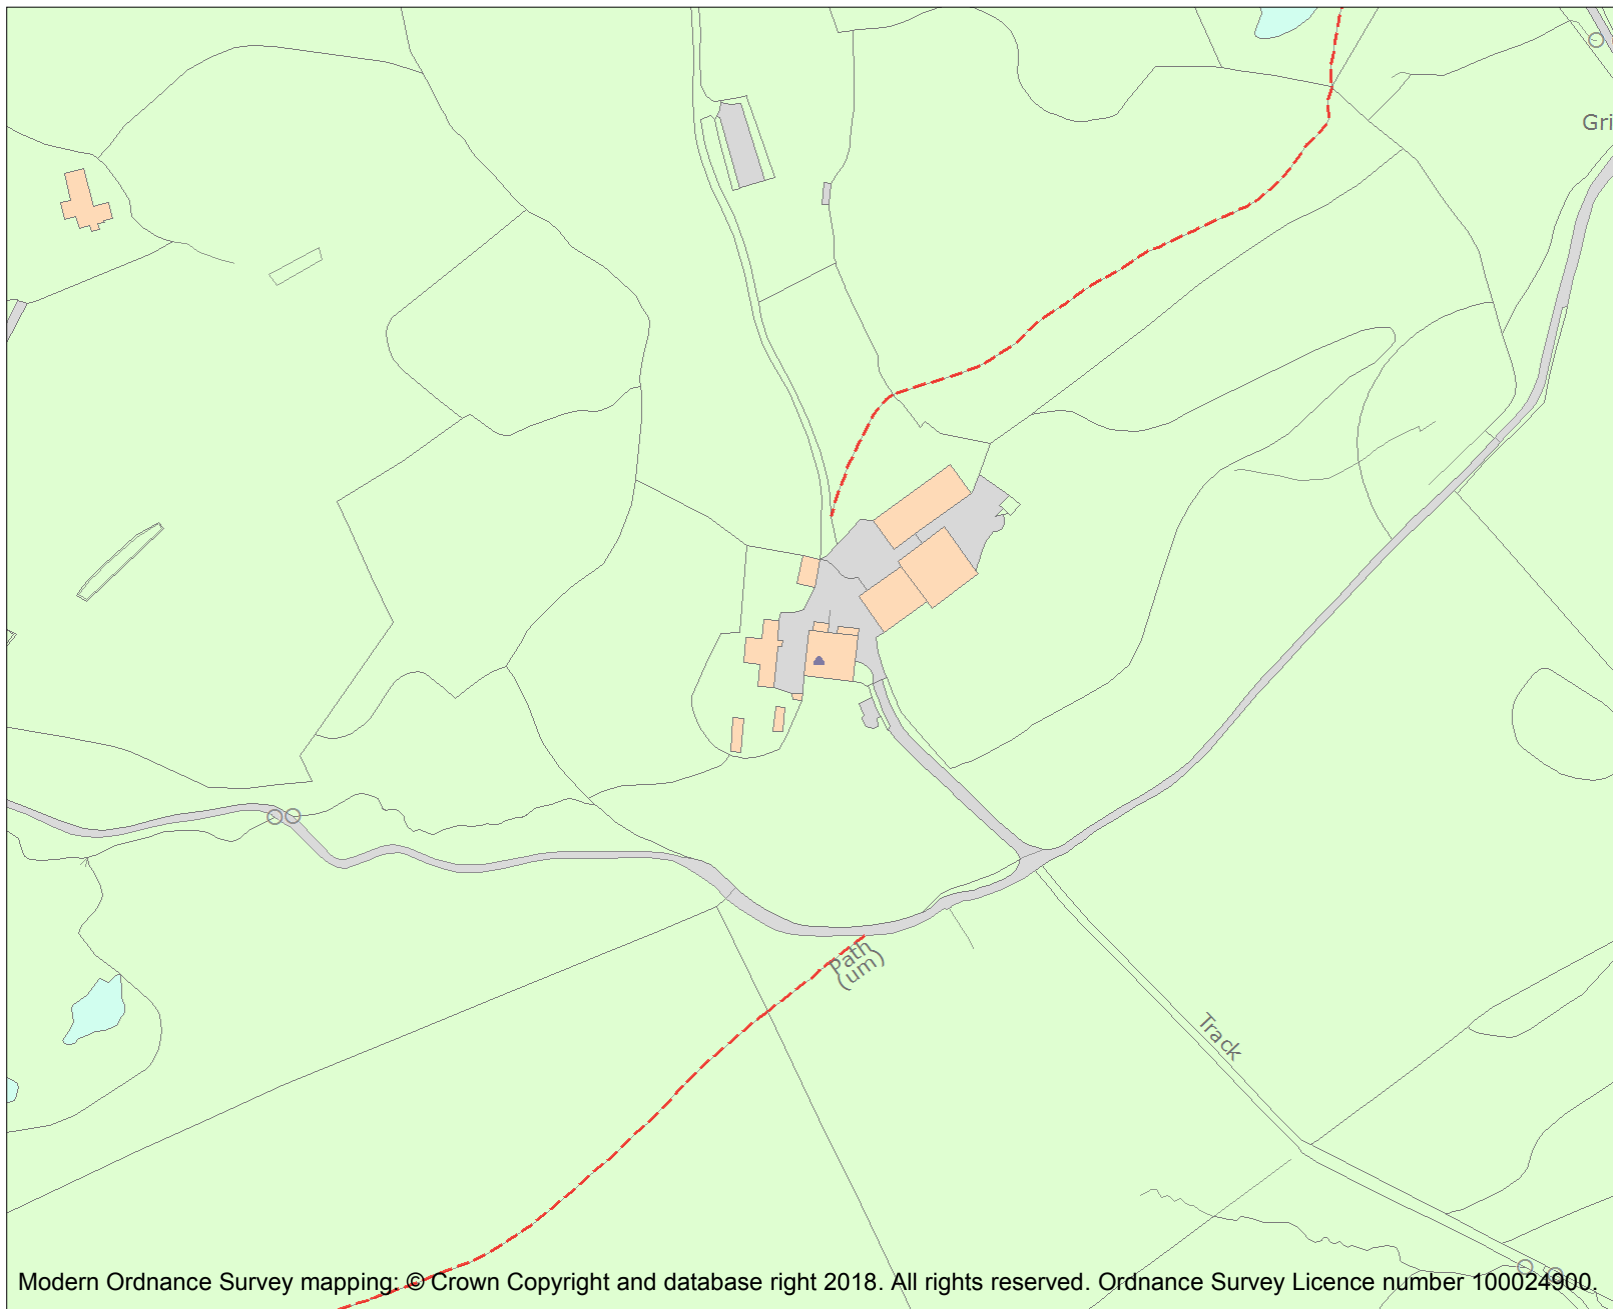 Gri
Path
(um)
Track
Modern Ordnance Survey mapping: © Crown Copyright and database right 2018. All rights reserved. Ordnance Survey Licence number 100024900.